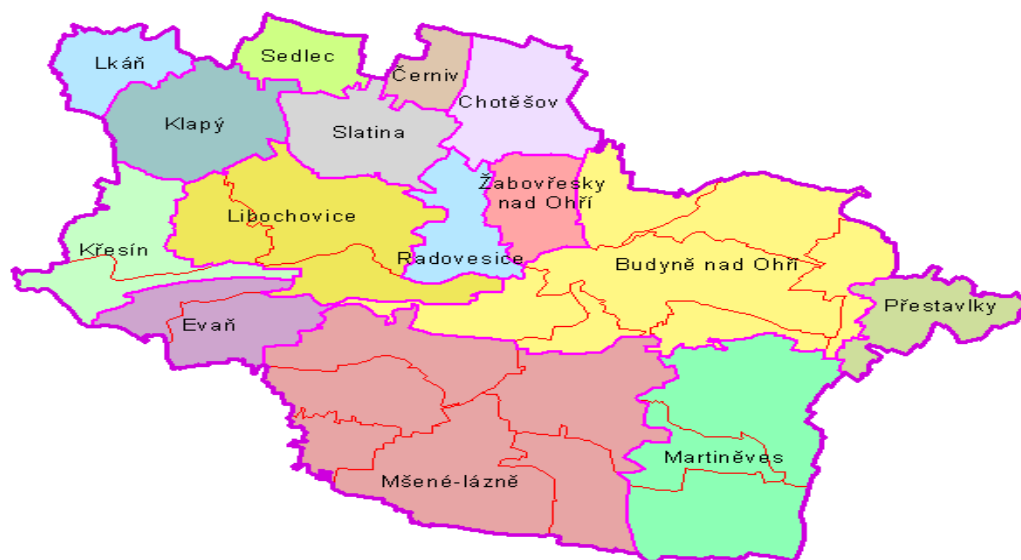 Lkáň
Sedlec
Černiv
Chotěšov
Klapý
Slatina
Žabovřesky
nad Ohří
Libochovice
Křesín
Radovesice
Budyně nad Ohří
Přestavlky
Evaň
Martiněves
Mšené-lázně